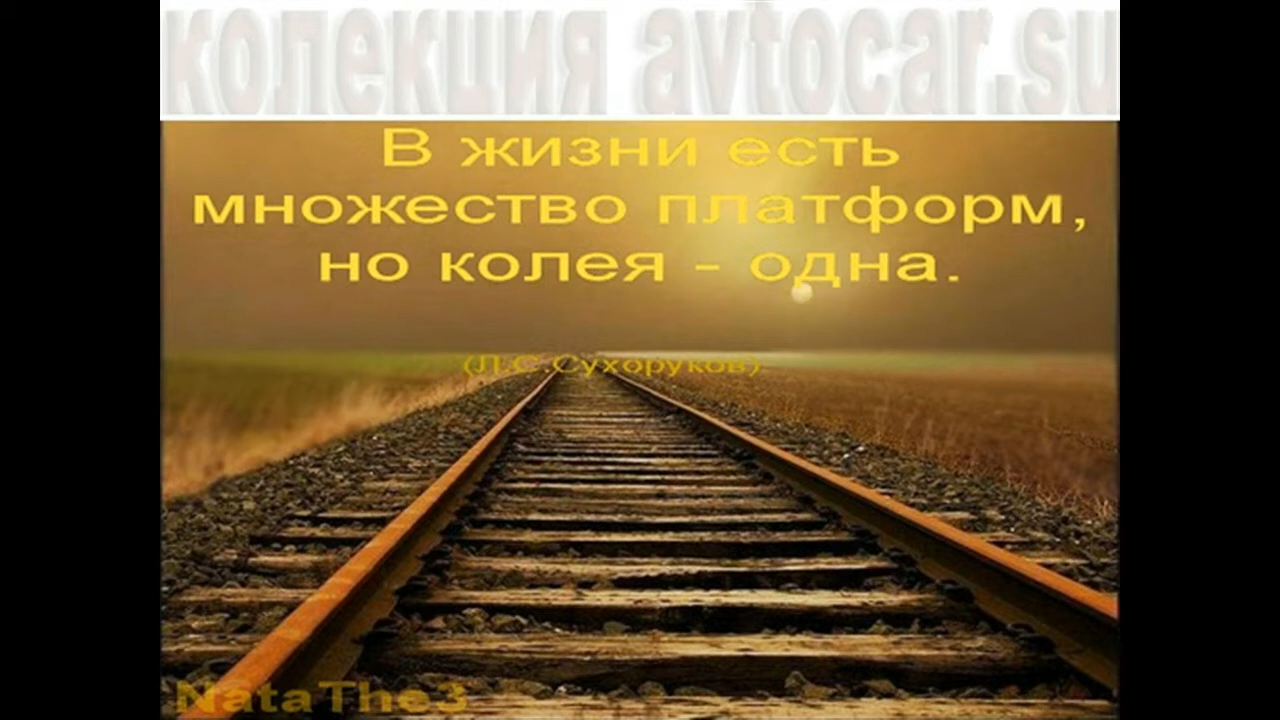 колекция avtocar.su
В жизни есть
множество платформ,
но колея - одна.
(Л.С.Сухоруков)
NataThe3